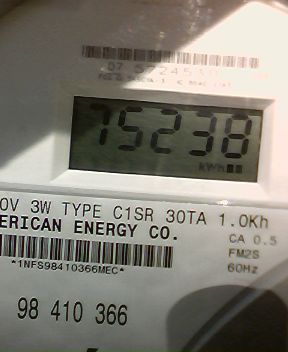 75238
kWh
0V 3W TYPE C1SR 30TA 1.0Kh
ERICAN ENERGY CO.
CA 0.5
FM2S
60Hz
*1NFS98410366MEC*
98 410 366